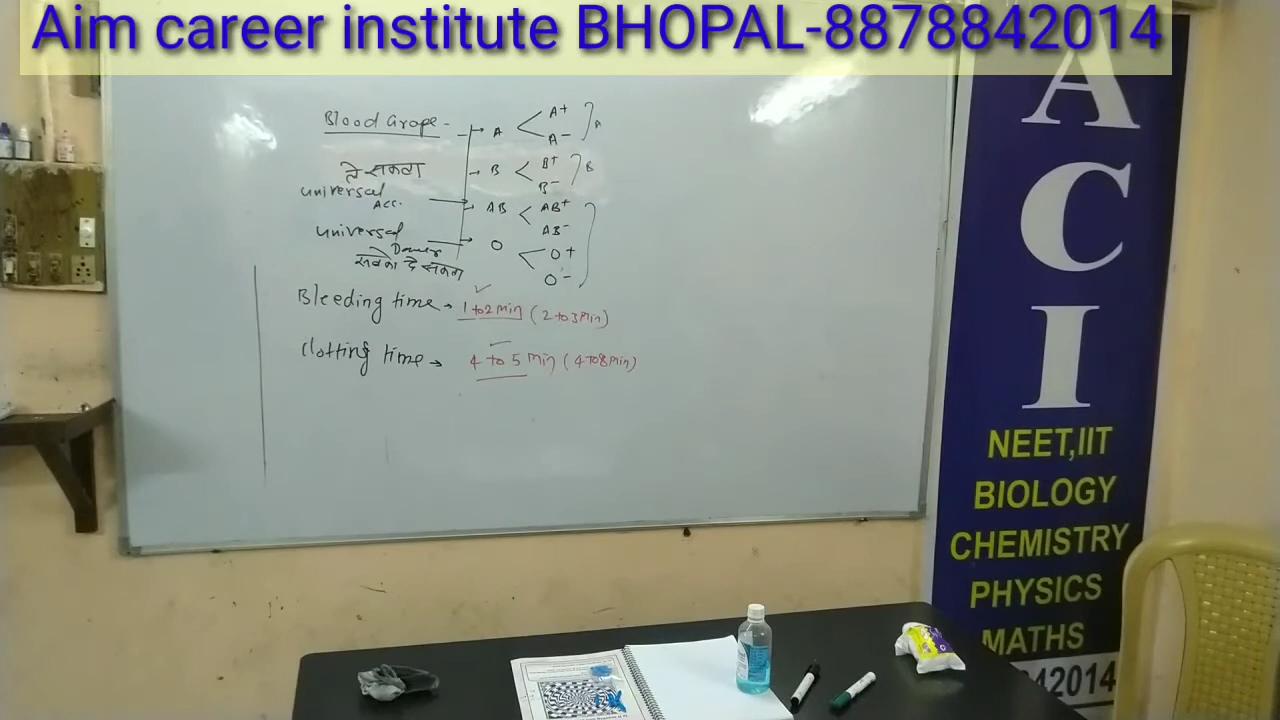 Aim career institute BHOPAL-8878842014
Blood Grope - A A+ A- A
ले सकता B B+ B- B
universal Acc. AB AB+ AB-
universal Doner O O+ O-
सबको दे सकता
Bleeding time → 1 to 2 min (2 to 3 min)
Clotting time → 4 to 5 min (4 to 8 min)
ACI
NEET,IIT
BIOLOGY
CHEMISTRY
PHYSICS
MATHS
42014